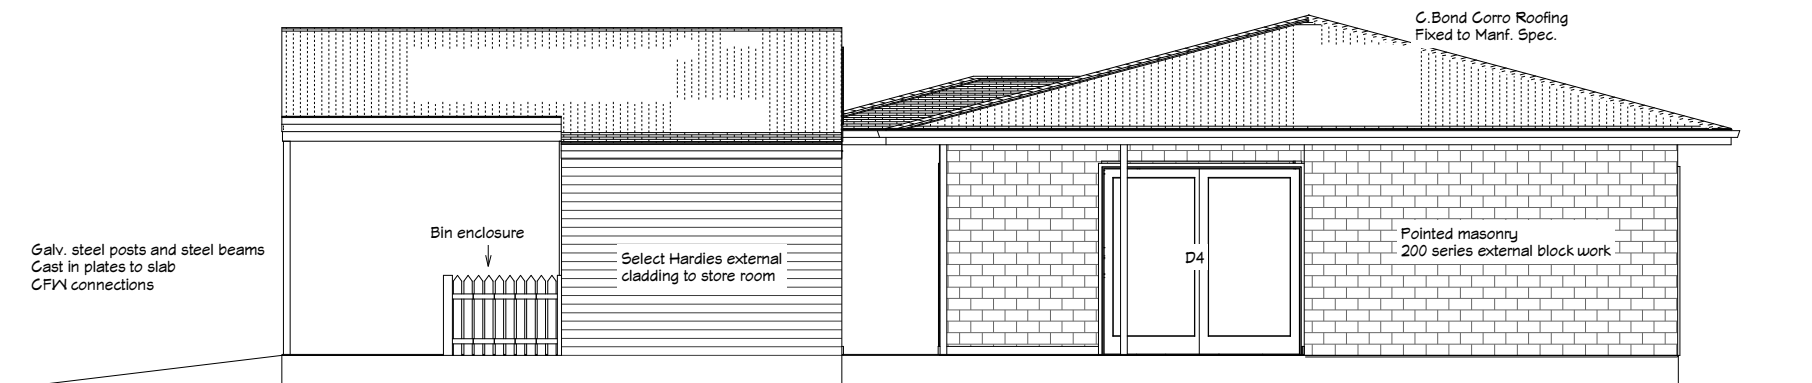 C.Bond Corro Roofing
Fixed to Manf. Spec.
Galv. steel posts and steel beams
Cast in plates to slab
CFW connections
Bin enclosure
Select Hardies external
cladding to store room
D4
Pointed masonry
200 series external block work